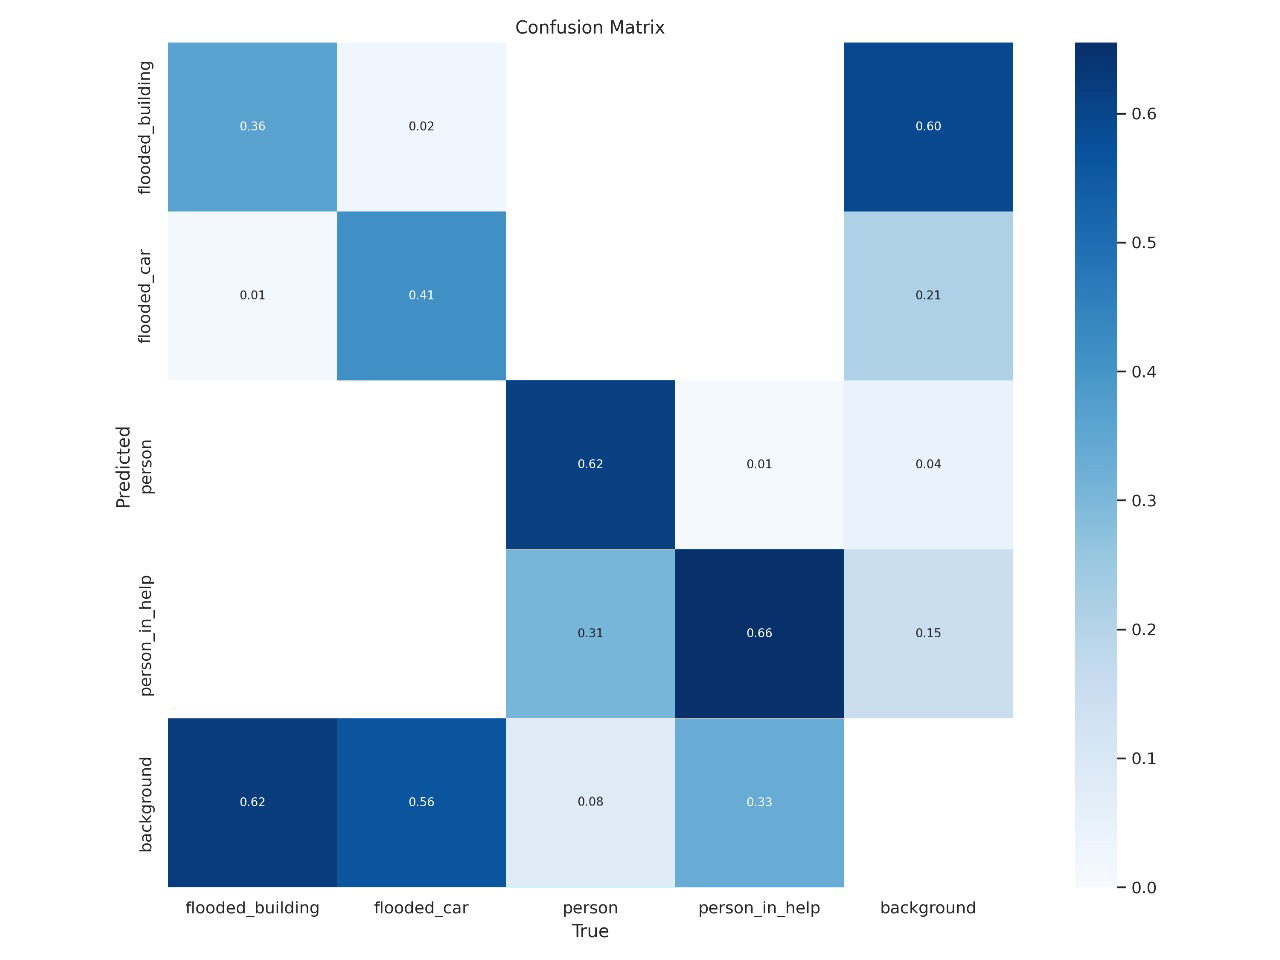 Confusion Matrix
flooded_building
0.36
0.02
0.60
flooded_car
0.01
0.41
0.21
Predicted
person
0.62
0.01
0.04
person_in_help
0.31
0.66
0.15
background
0.62
0.56
0.08
0.33
flooded_building
flooded_car
person
person_in_help
background
True
0.6
0.5
0.4
0.3
0.2
0.1
0.0